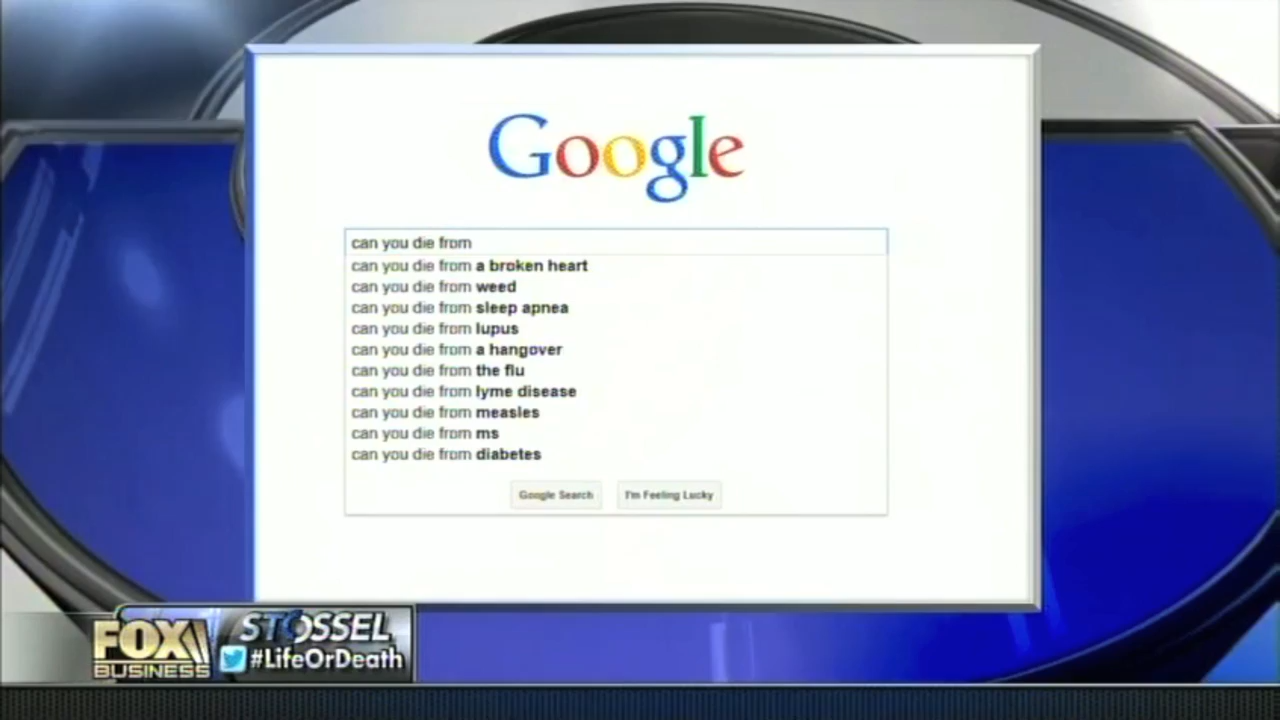 Google
can you die from
can you die from a broken heart
can you die from weed
can you die from sleep apnea
can you die from lupus
can you die from a hangover
can you die from the flu
can you die from lyme disease
can you die from measles
can you die from ms
can you die from diabetes
Google Search I'm Feeling Lucky
FOX BUSINESS
STOSSEL
#LifeOrDeath